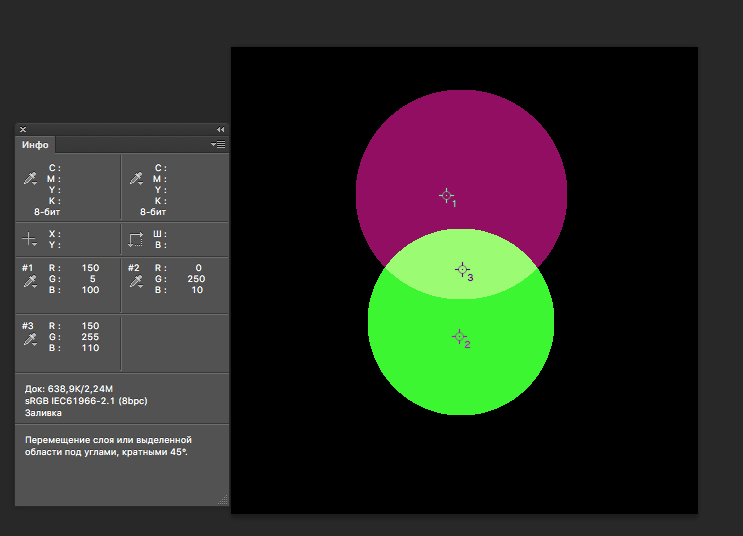 Инфо
C : C :
M : M :
Y : Y :
K : K :
8-бит 8-бит
X : Ш :
Y : В :
#1 R : 150 #2 R : 0
G : 5 G : 250
B : 100 B : 10
#3 R : 150
G : 255
B : 110
Док: 638,9K/2,24M
sRGB IEC61966-2.1 (8bpc)
Заливка
Перемещение слоя или выделенной
области под углами, кратными 45°.
1
3
2